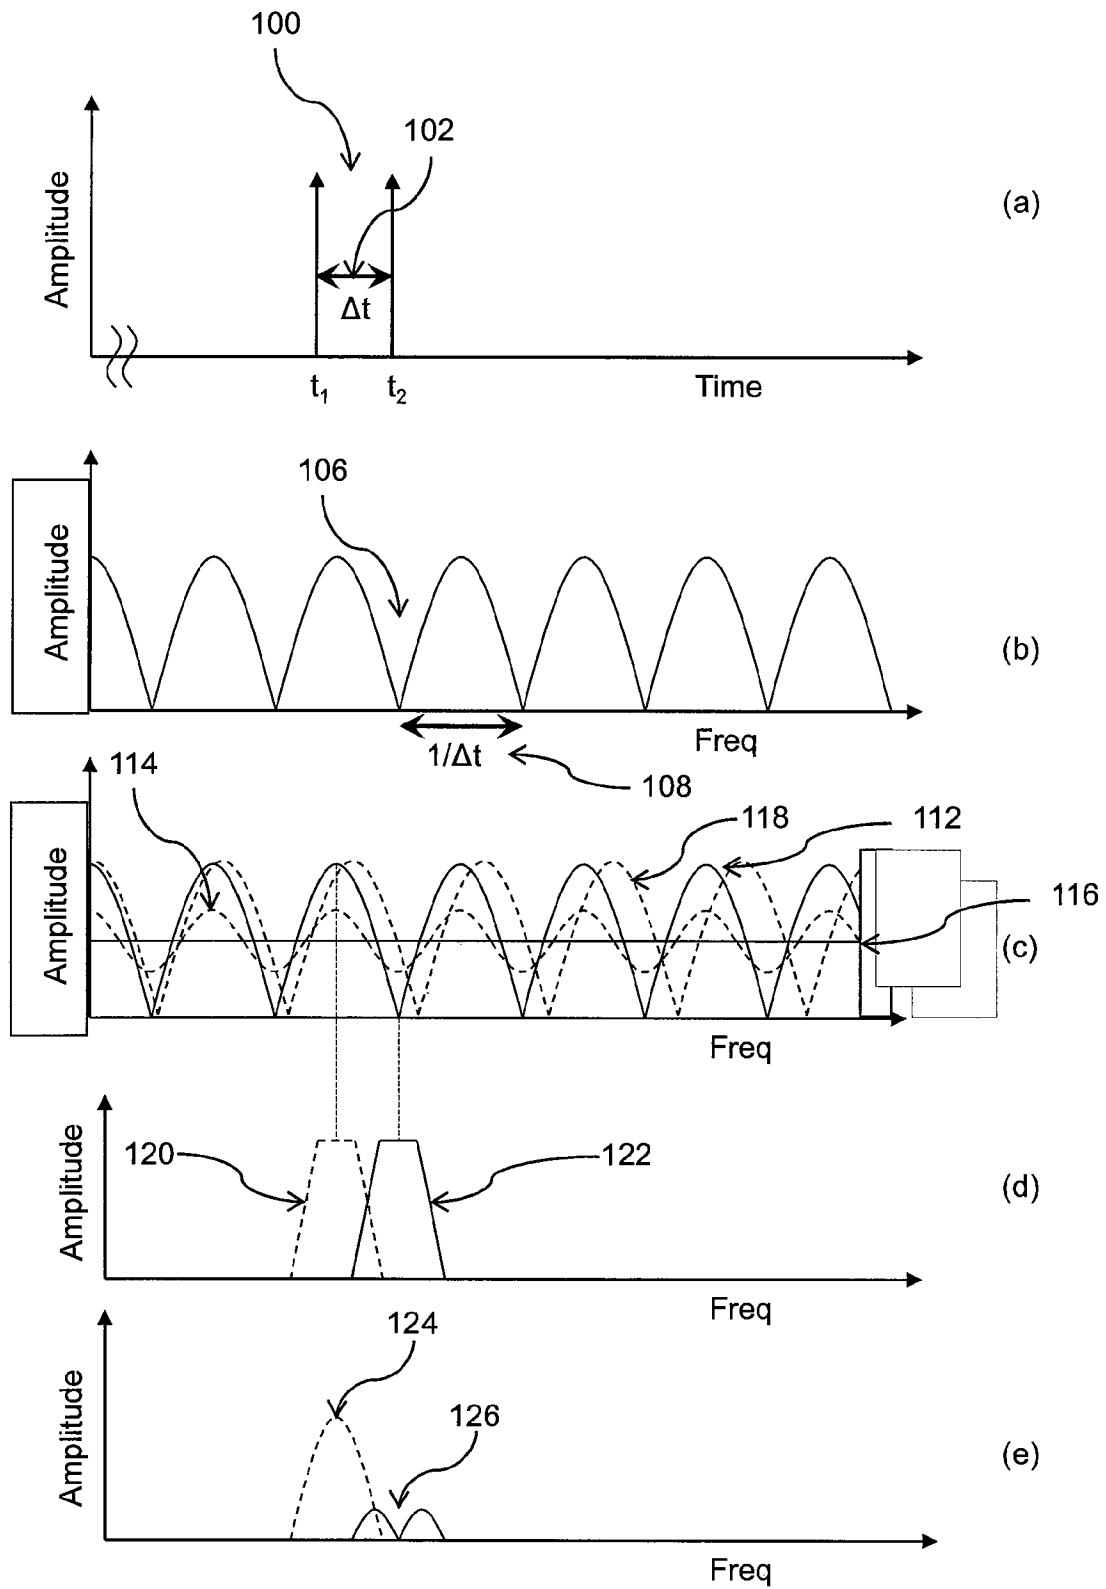 100
102
Amplitude
(a)
Δt
t1 t2 Time
106
Amplitude
(b)
1/Δt
Freq
108
114
118
112
116
Amplitude
(c)
Freq
120
122
Amplitude
(d)
Freq
124
126
Amplitude
(e)
Freq